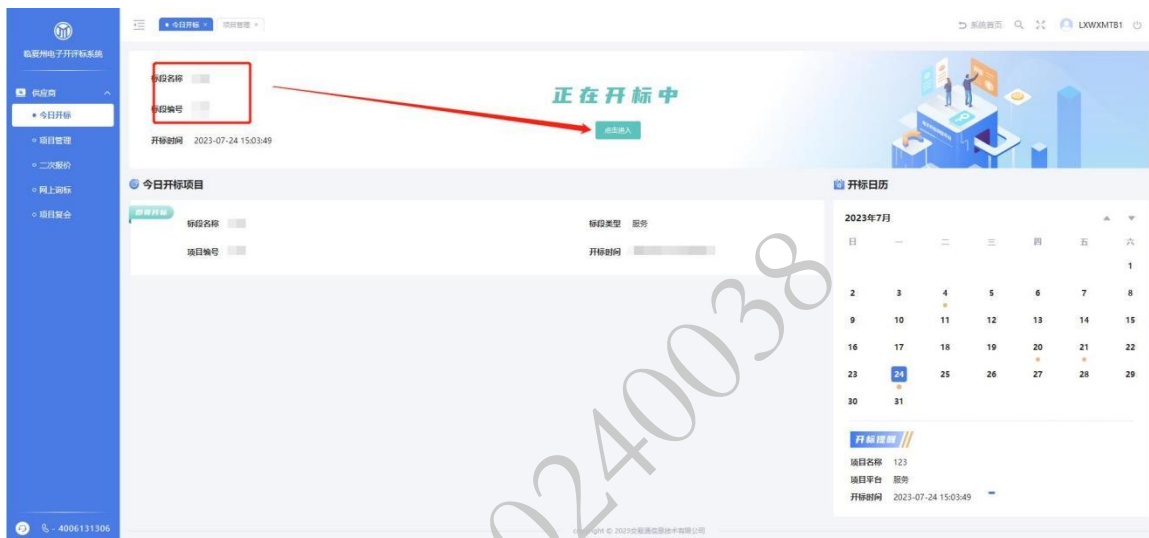 临夏州电子开评标系统
今日开标 ×
项目管理 ×
系统首页
LXWXMTB1
供应商
今日开标
项目管理
二次报价
网上询标
项目复会
4006131306
标段名称
标段编号
开标时间 2023-07-24 15:03:49
正在开标中
点击进入
今日开标项目
即将开标
标段名称
标段类型 服务
项目编号
开标时间
开标日历
2023年7月
日 一 二 三 四 五 六
1
2 3 4 5 6 7 8
9 10 11 12 13 14 15
16 17 18 19 20 21 22
23 24 25 26 27 28 29
30 31
开标提醒
项目名称 123
项目平台 服务
开标时间 2023-07-24 15:03:49
0240038